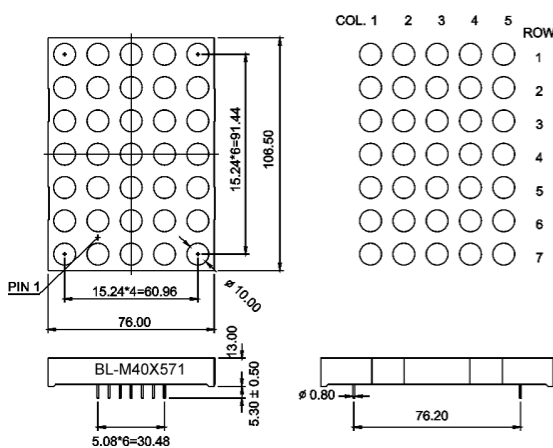 COL. 1 2 3 4 5
ROW
1
2
3
4
5
6
7
15.24*6=91.44
106.50
PIN 1
15.24*4=60.96
ø 10.00
76.00
BL-M40X571
13.00
5.30 ± 0.50
5.08*6=30.48
ø 0.80
76.20